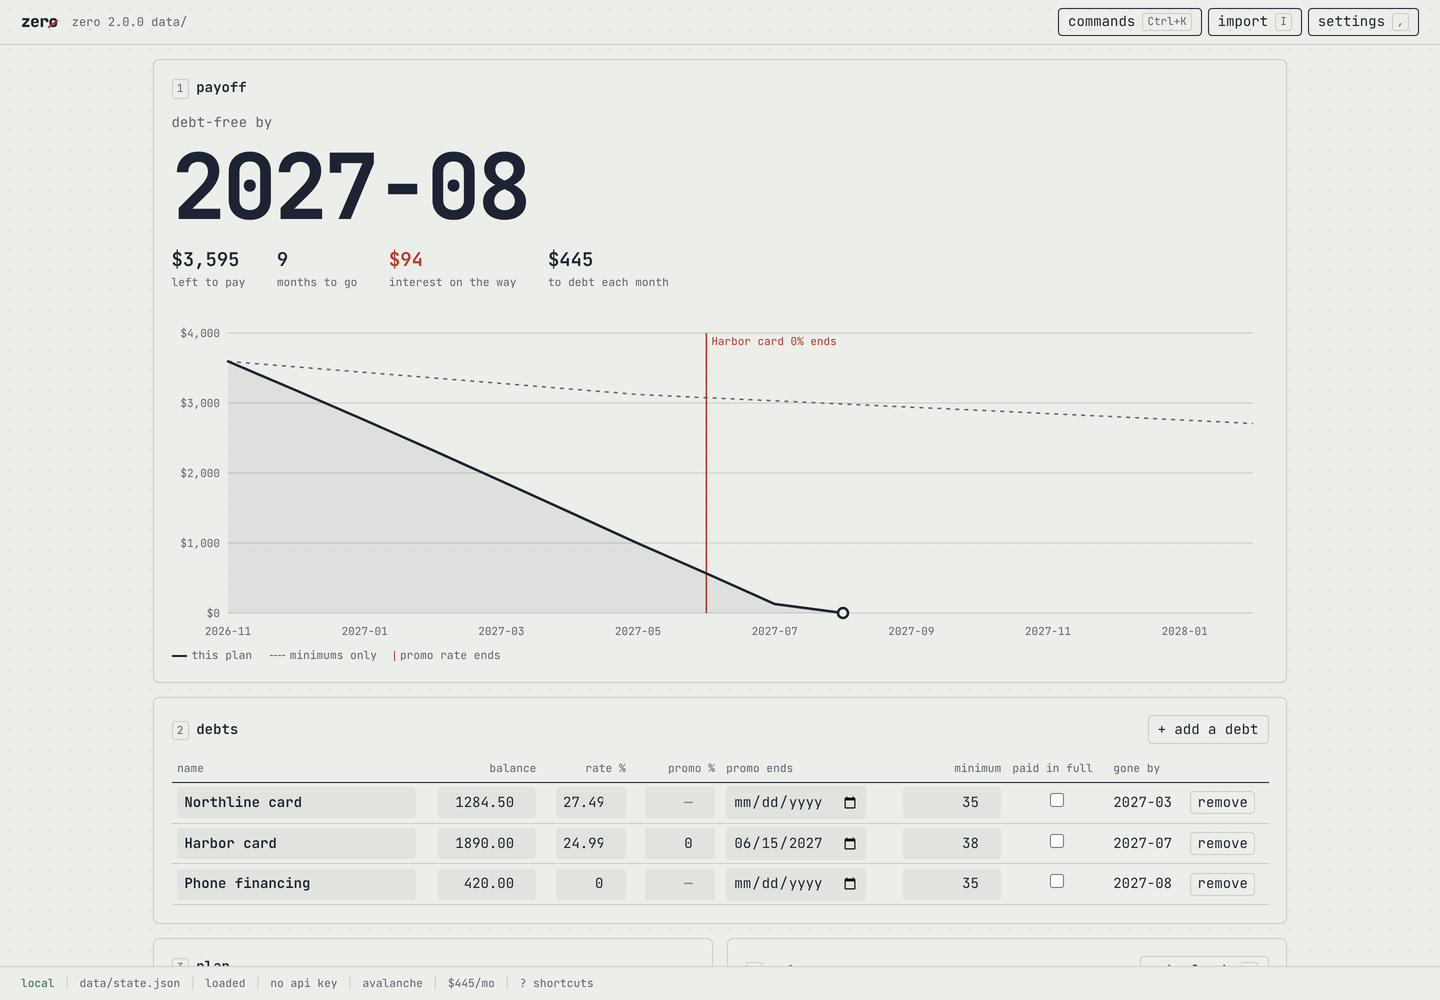 zero zero 2.0.0 data/ commands Ctrl+K import I settings ,
1 payoff
debt-free by
2027-08
$3,595 9 $94 $445
left to pay months to go interest on the way to debt each month
$4,000
Harbor card 0% ends
$3,000
$2,000
$1,000
$0
2026-11 2027-01 2027-03 2027-05 2027-07 2027-09 2027-11 2028-01
this plan minimums only promo rate ends
2 debts + add a debt
name balance rate % promo % promo ends minimum paid in full gone by
Northline card 1284.50 27.49 — mm/dd/yyyy 35 2027-03 remove
Harbor card 1890.00 24.99 0 06/15/2027 38 2027-07 remove
Phone financing 420.00 0 — mm/dd/yyyy 35 2027-08 remove
3 plan
local data/state.json loaded no api key avalanche $445/mo ? shortcuts